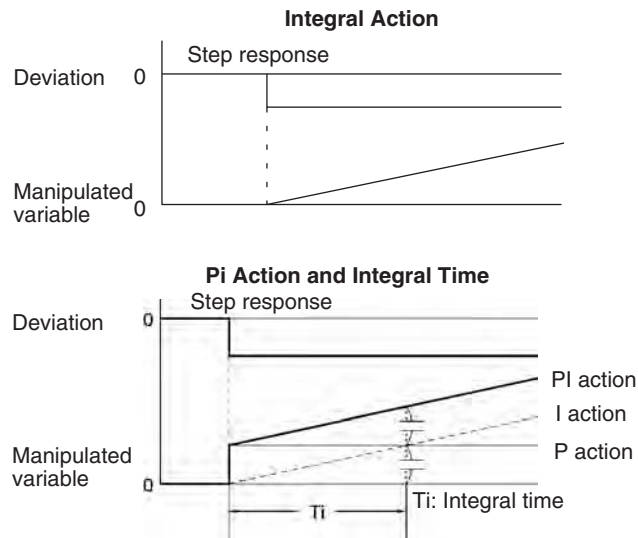 Integral Action
Step response
Deviation 0
Manipulated
variable 0
Pi Action and Integral Time
Step response
Deviation 0
PI action
I action
P action
Manipulated
variable 0
Ti: Integral time
Ti